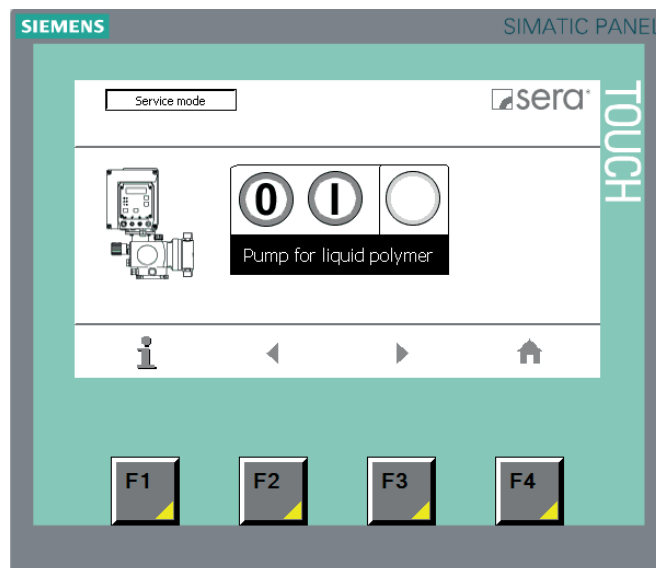 SIEMENS
SIMATIC PANEL
TOUCH
Service mode
sera
0 I
Pump for liquid polymer
i
F1 F2 F3 F4